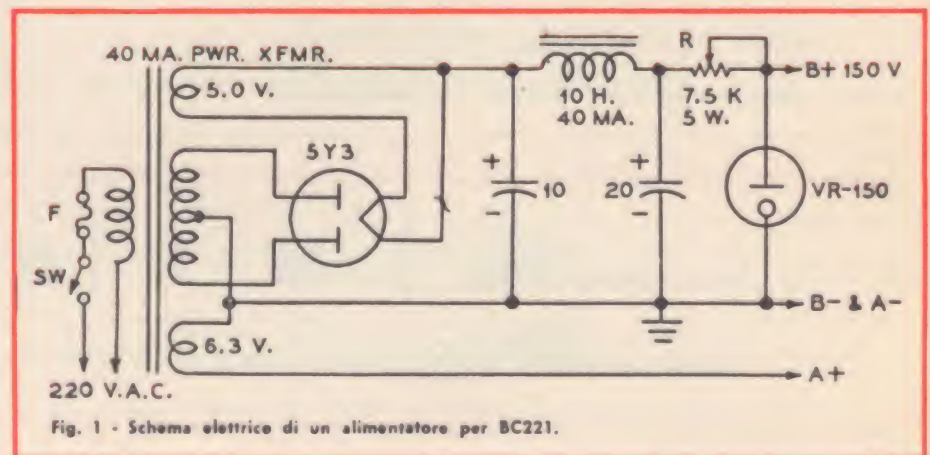 40 MA. PWR. XFMR.
5.0 V.
5Y3
F
SW
6.3 V.
220 V.A.C.
10 H.
40 MA.
R
7.5 K
5 W.
+
10
-
+
20
-
B+ 150 V
VR-150
B- & A-
A+
Fig. 1 - Schema elettrico di un alimentatore per BC221.